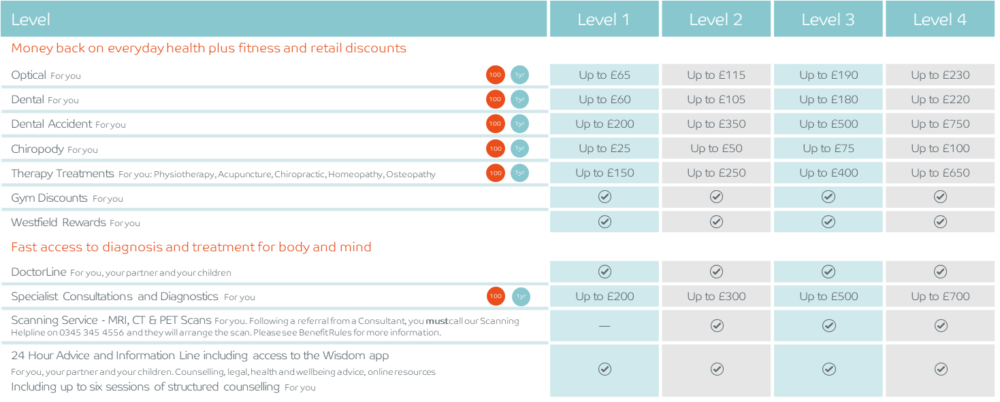 Level Level 1 Level 2 Level 3 Level 4
Money back on everyday health plus fitness and retail discounts
Optical For you 100 1yr Up to £65 Up to £115 Up to £190 Up to £230
Dental For you 100 1yr Up to £60 Up to £105 Up to £180 Up to £220
Dental Accident For you 100 1yr Up to £200 Up to £350 Up to £500 Up to £750
Chiropody For you 100 1yr Up to £25 Up to £50 Up to £75 Up to £100
Therapy Treatments For you: Physiotherapy, Acupuncture, Chiropractic, Homeopathy, Osteopathy 100 1yr Up to £150 Up to £250 Up to £400 Up to £650
Gym Discounts For you
Westfield Rewards For you
Fast access to diagnosis and treatment for body and mind
DoctorLine For you, your partner and your children
Specialist Consultations and Diagnostics For you 100 1yr Up to £200 Up to £300 Up to £500 Up to £700
Scanning Service - MRI, CT & PET Scans For you. Following a referral from a Consultant, you must call our Scanning
Helpline on 0345 345 4556 and they will arrange the scan. Please see Benefit Rules for more information. —
24 Hour Advice and Information Line including access to the Wisdom app
For you, your partner and your children. Counselling, legal, health and wellbeing advice, online resources
Including up to six sessions of structured counselling For you